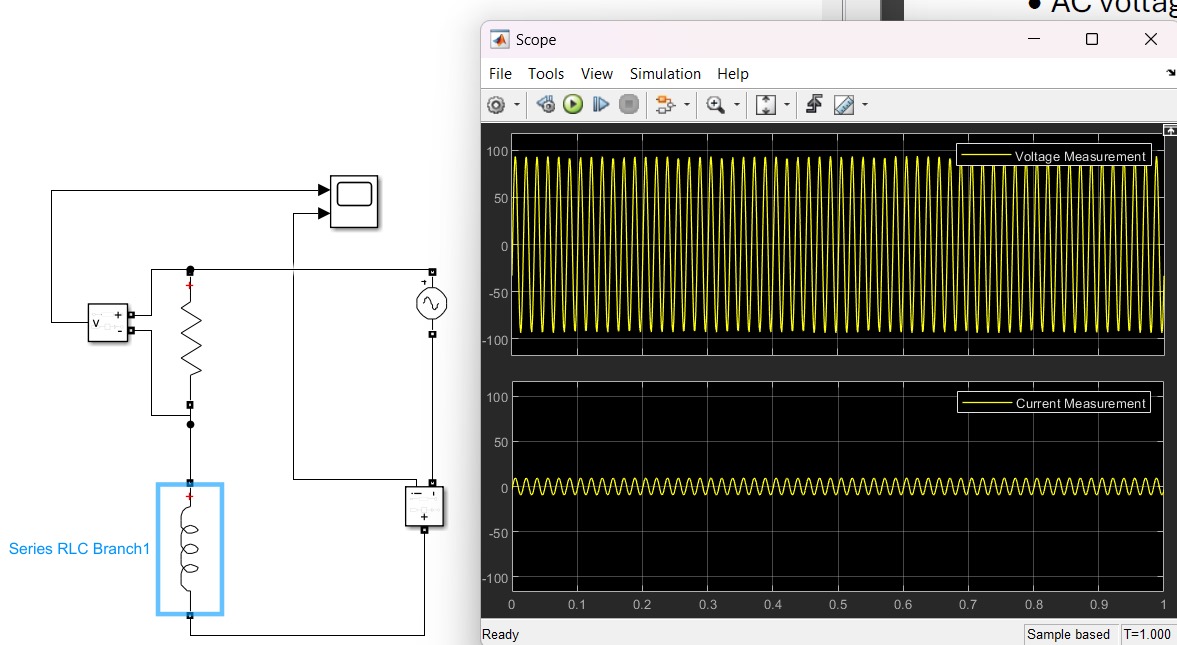 ● AC voltag
Scope
File Tools View Simulation Help
Voltage Measurement
100
50
0
-50
-100
Current Measurement
100
50
0
-50
-100
0 0.1 0.2 0.3 0.4 0.5 0.6 0.7 0.8 0.9 1
Ready
Sample based T=1.000
+
v + -
+
+
Series RLC Branch1
+